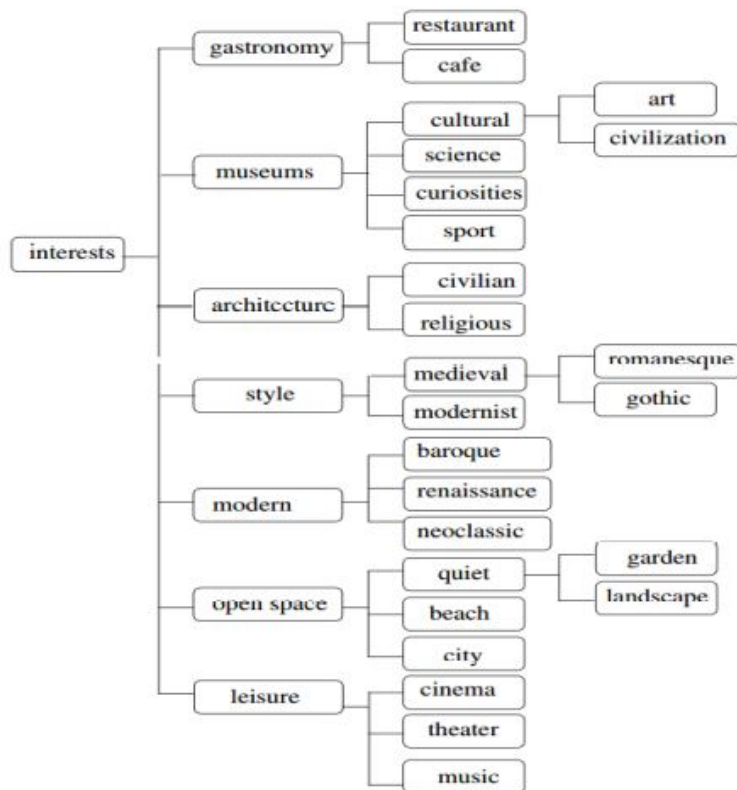 restaurant
gastronomy
cafe
art
cultural
civilization
science
museums
curiosities
sport
interests
civilian
architecture
religious
romanesque
medieval
style
gothic
modernist
baroque
renaissance
modern
neoclassic
garden
quiet
landscape
open space
beach
city
cinema
leisure
theater
music